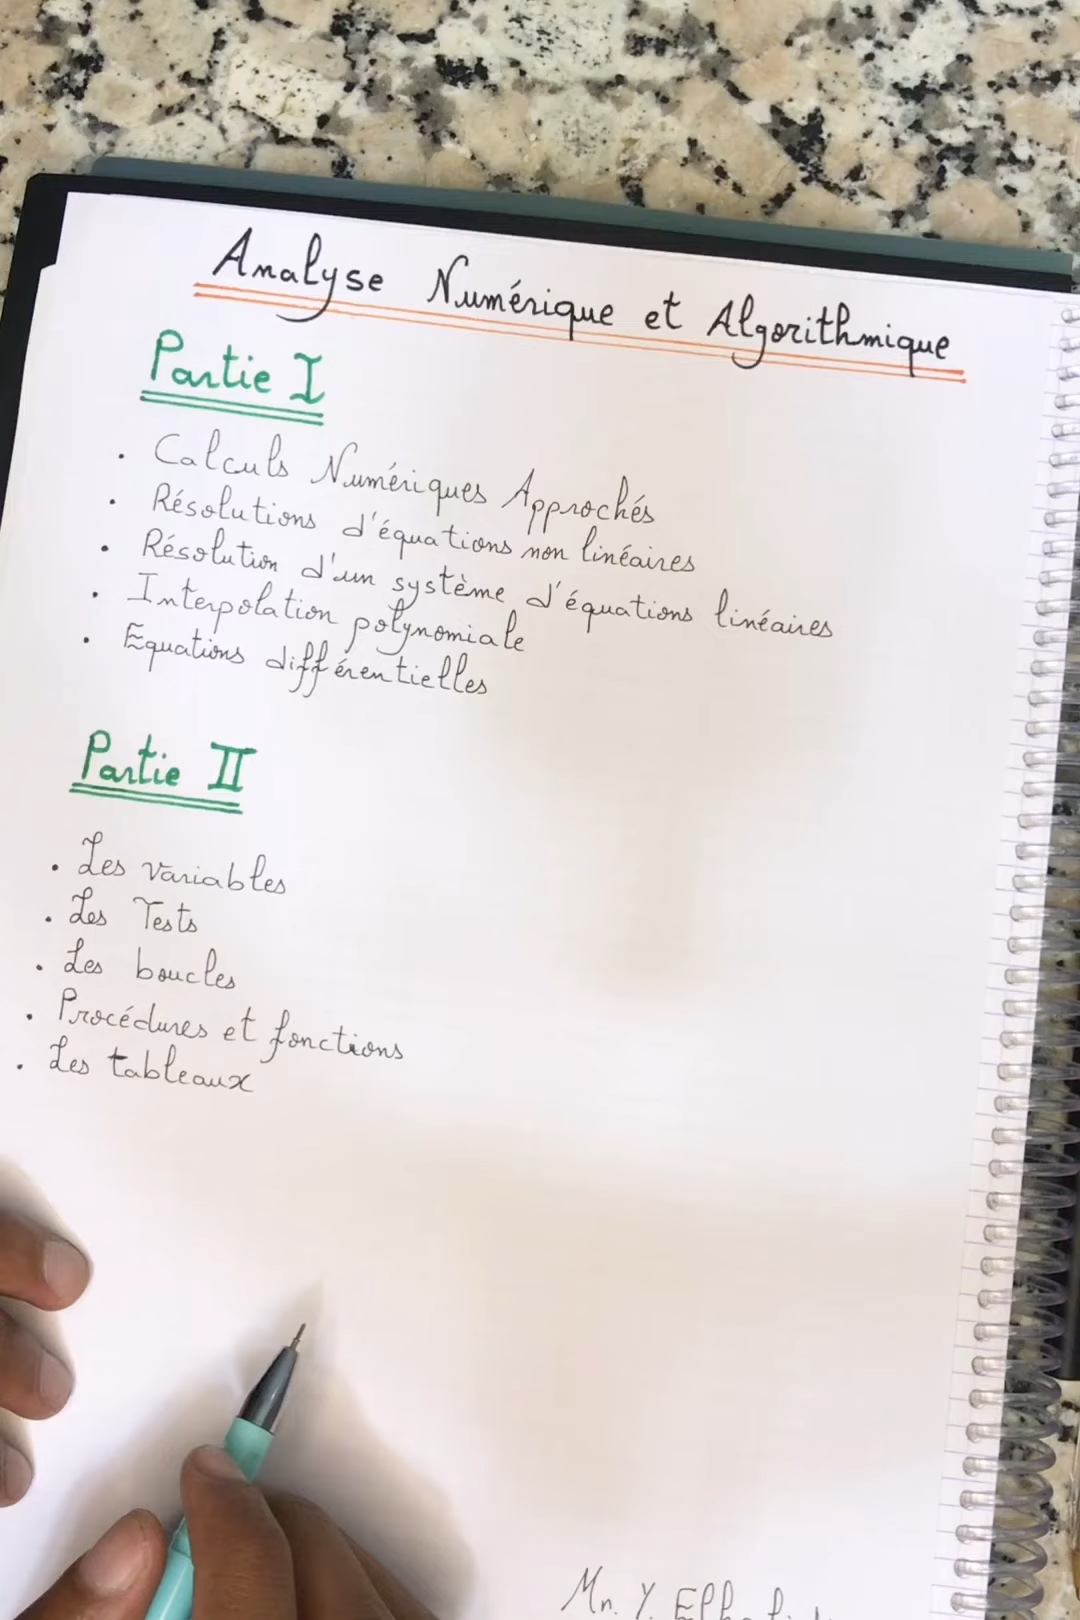 Analyse Numérique et Algorithmique
Partie I
. Calculs Numériques Approchés
. Résolutions d'équations non linéaires
. Résolution d'un système d'équations linéaires
. Interpolation polynomiale
. Equations différentielles
Partie II
. Les variables
. Les Tests
. Les boucles
. Procédures et fonctions
. Les tableaux
Mr. Y.